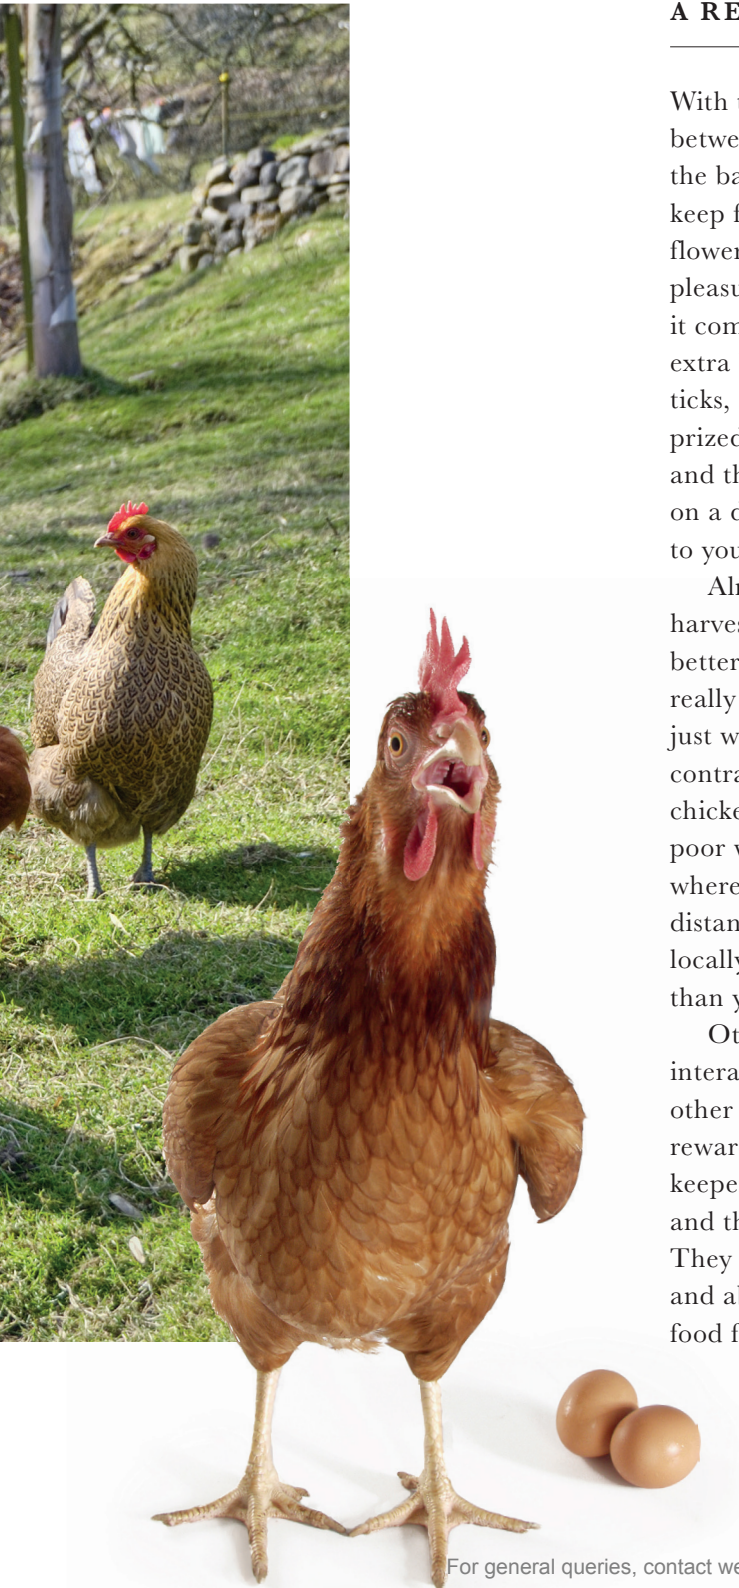 A RE
With t
betwe
the ba
keep f
flower
pleasu
it com
extra
ticks,
prized
and th
on a d
to you
Alr
harves
better
really
just w
contra
chicke
poor v
where
distan
locally
than y
Ot
intera
other
rewar
keepe
and th
They
and al
food f
For general queries, contact we